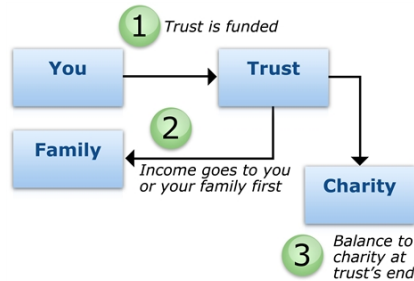 1 Trust is funded
You
Trust
2
Family
Income goes to you
or your family first
Charity
3
Balance to
charity at
trust's end